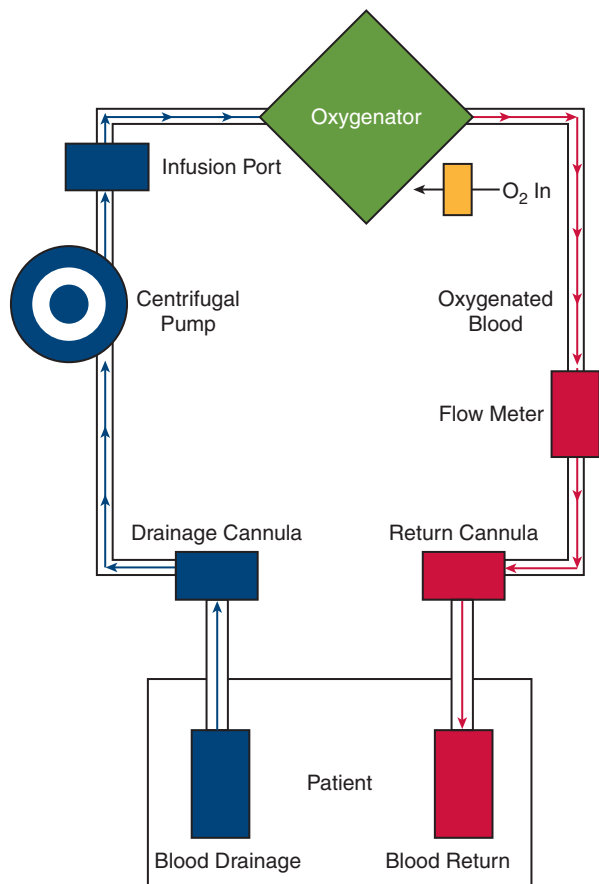 Oxygenator
Infusion Port
O₂ In
Centrifugal
Pump
Oxygenated
Blood
Flow Meter
Drainage Cannula
Return Cannula
Patient
Blood Drainage
Blood Return